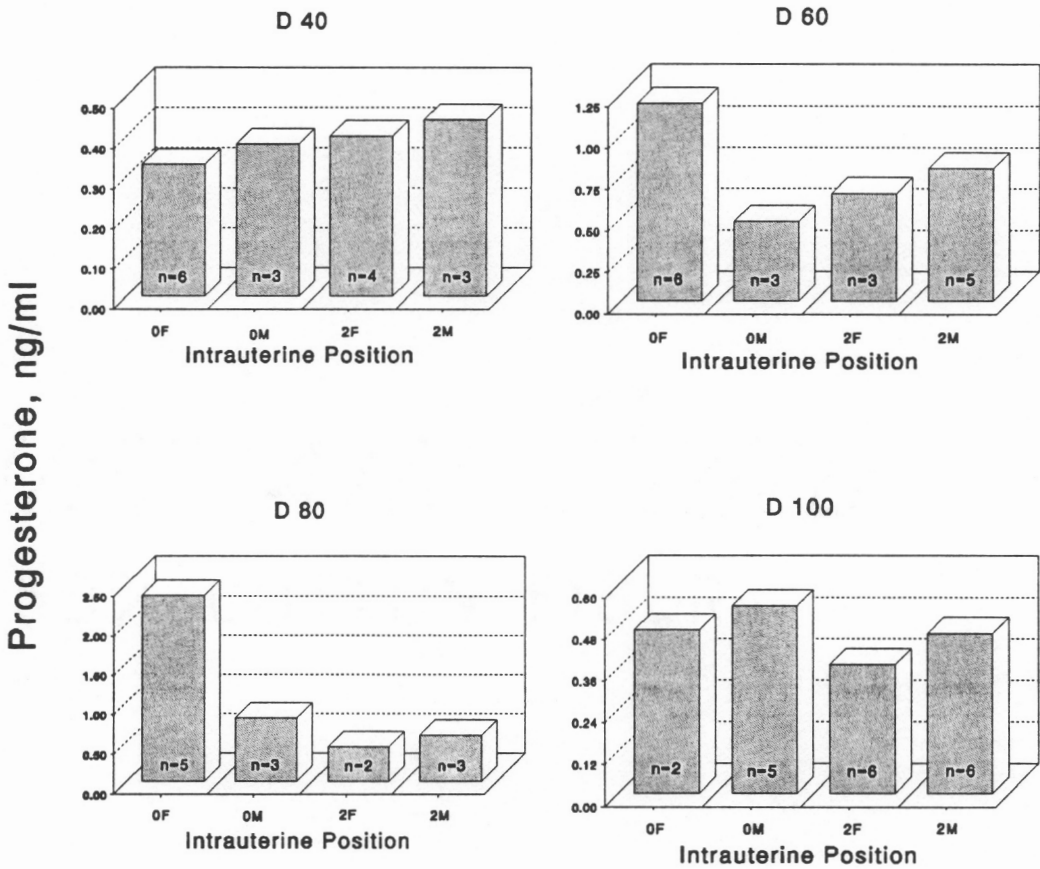 Progesterone, ng/ml
D 40
0.50
0.40
0.30
0.20
0.10
0.00
n=6 n=3 n=4 n=3
0F 0M 2F 2M
Intrauterine Position
D 60
1.25
1.00
0.75
0.50
0.25
0.00
n=6 n=3 n=3 n=5
0F 0M 2F 2M
Intrauterine Position
D 80
2.50
2.00
1.50
1.00
0.50
0.00
n=5 n=3 n=2 n=3
0F 0M 2F 2M
Intrauterine Position
D 100
0.60
0.48
0.36
0.24
0.12
0.00
n=2 n=5 n=6 n=6
0F 0M 2F 2M
Intrauterine Position